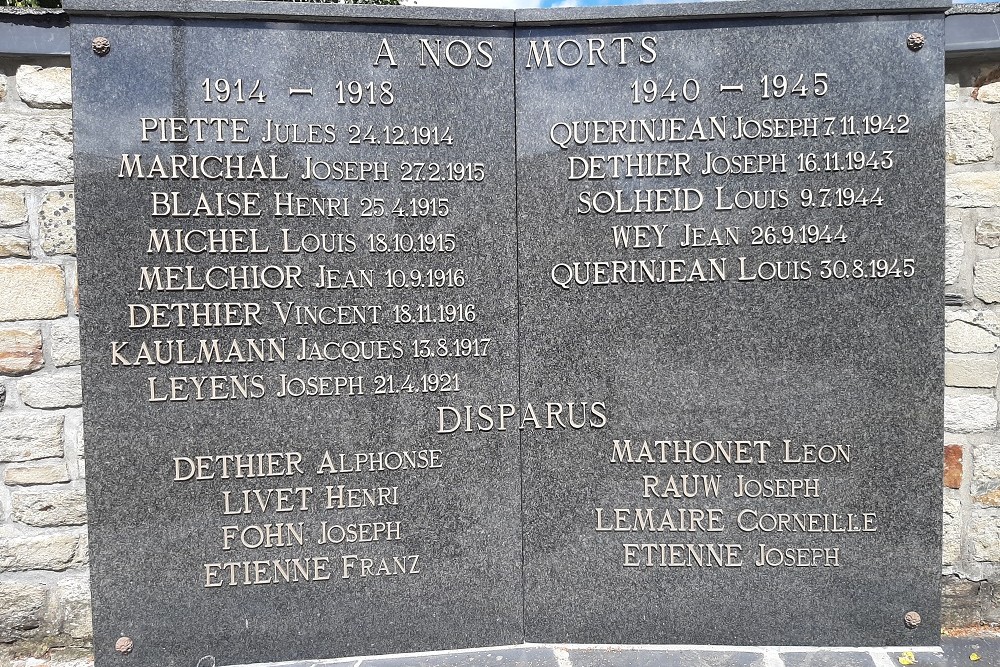 A NOS MORTS
1914 – 1918
PIETTE JULES 24.12.1914
MARICHAL JOSEPH 27.2.1915
BLAISE HENRI 25.4.1915
MICHEL LOUIS 18.10.1915
MELCHIOR JEAN 10.9.1916
DETHIER VINCENT 18.11.1916
KAULMANN JACQUES 13.8.1917
LEYENS JOSEPH 21.4.1921
1940 – 1945
QUERINJEAN JOSEPH 7.11.1942
DETHIER JOSEPH 16.11.1943
SOLHEID LOUIS 9.7.1944
WEY JEAN 26.9.1944
QUERINJEAN LOUIS 30.8.1945
DISPARUS
DETHIER ALPHONSE
LIVET HENRI
FOHN JOSEPH
ETIENNE FRANZ
MATHONET LEON
RAUW JOSEPH
LEMAIRE CORNEILLE
ETIENNE JOSEPH